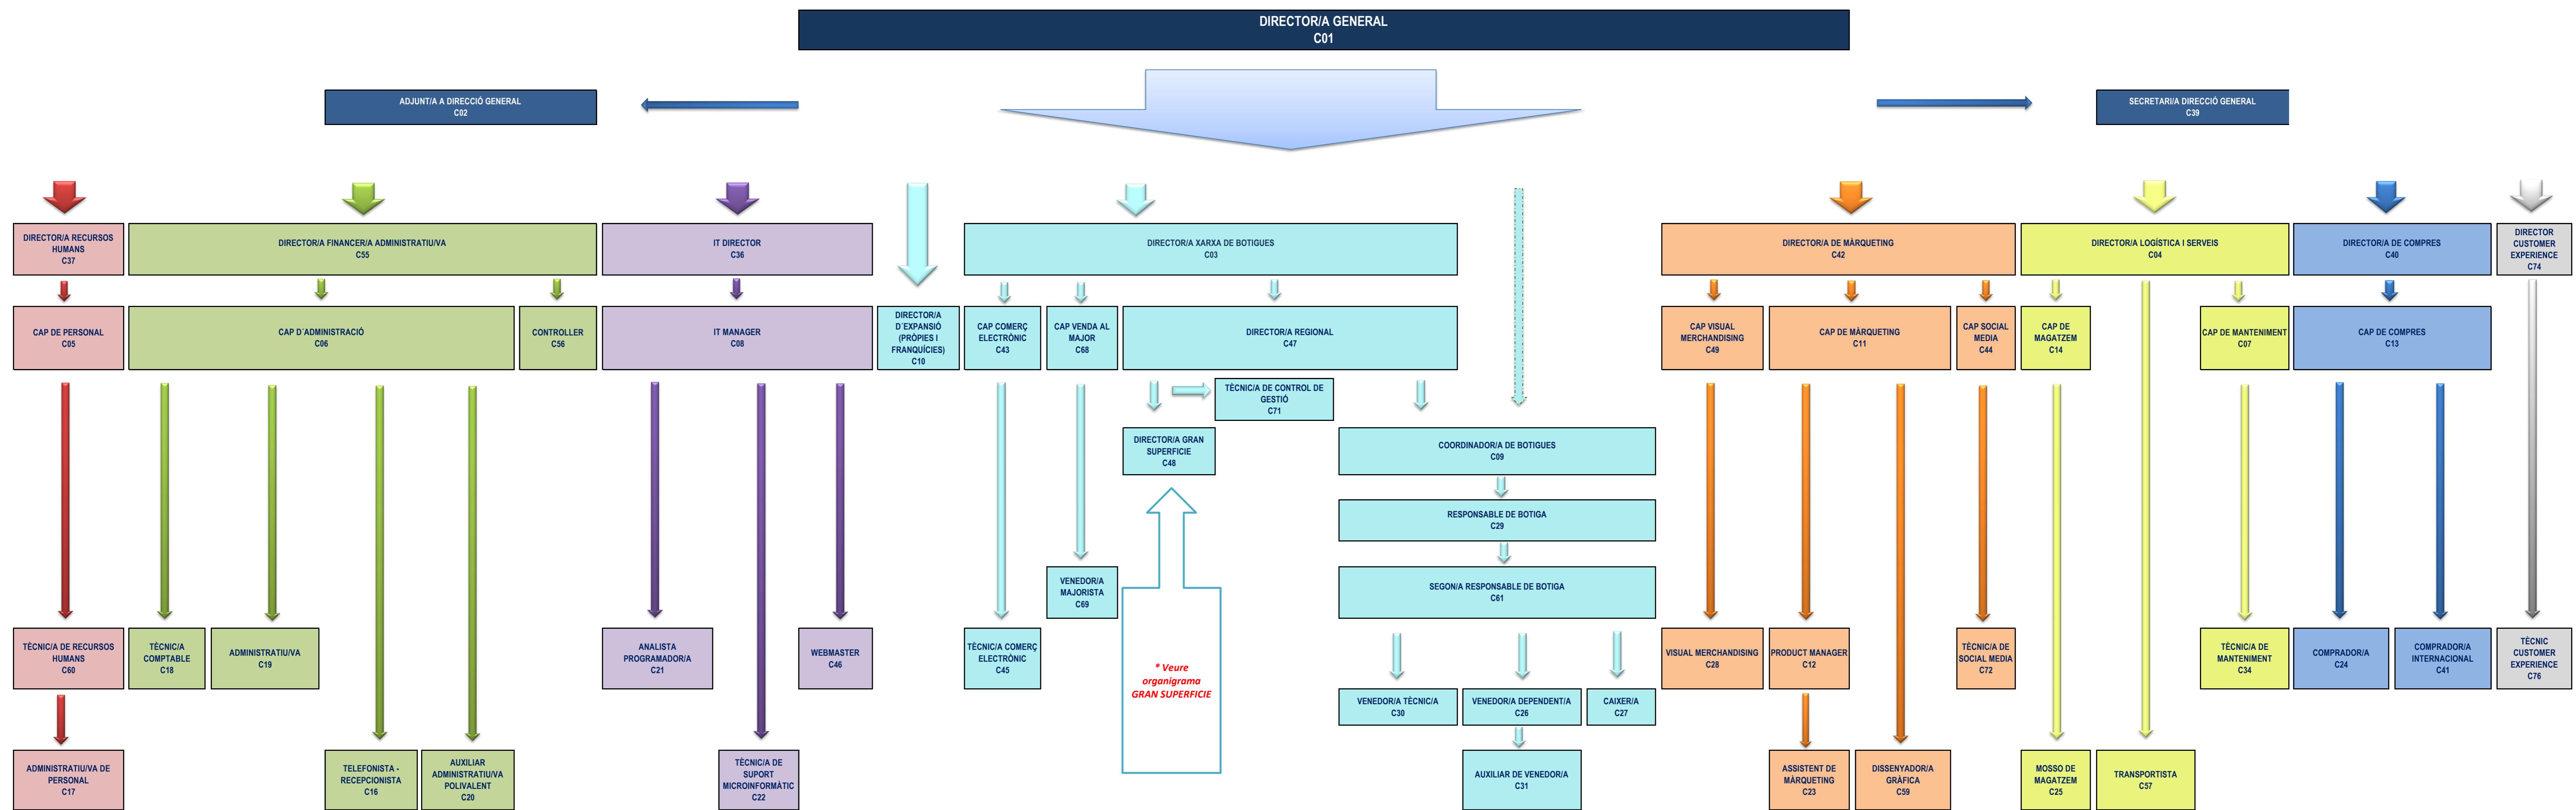 DIRECTOR/A GENERAL
C01
ADJUNT/A A DIRECCIÓ GENERAL
C02
SECRETARI/A DIRECCIÓ GENERAL
C39
DIRECTOR/A RECURSOS
HUMANS
C37
DIRECTOR/A FINANCER/A ADMINISTRATIU/VA
C55
IT DIRECTOR
C36
DIRECTOR/A XARXA DE BOTIGUES
C03
DIRECTOR/A DE MÀRQUETING
C42
DIRECTOR/A LOGÍSTICA I SERVEIS
C04
DIRECTOR/A DE COMPRES
C40
DIRECTOR
CUSTOMER
EXPERIENCE
C74
CAP DE PERSONAL
C05
CAP D´ADMINISTRACIÓ
C06
CONTROLLER
C56
IT MANAGER
C08
DIRECTOR/A
D´EXPANSIÓ
(PRÒPIES I
FRANQUÍCIES)
C10
CAP COMERÇ
ELECTRÒNIC
C43
CAP VENDA AL
MAJOR
C68
DIRECTOR/A REGIONAL
C47
CAP VISUAL
MERCHANDISING
C49
CAP DE MÀRQUETING
C11
CAP SOCIAL
MEDIA
C44
CAP DE
MAGATZEM
C14
CAP DE MANTENIMENT
C07
CAP DE COMPRES
C13
TÈCNIC/A DE CONTROL DE
GESTIÓ
C71
DIRECTOR/A GRAN
SUPERFICIE
C48
COORDINADOR/A DE BOTIGUES
C09
RESPONSABLE DE BOTIGA
C29
VENEDOR/A
MAJORISTA
C69
SEGON/A RESPONSABLE DE BOTIGA
C61
TÈCNIC/A DE RECURSOS
HUMANS
C60
TÈCNIC/A
COMPTABLE
C18
ADMINISTRATIU/VA
C19
ANALISTA
PROGRAMADOR/A
C21
WEBMASTER
C46
TÈCNIC/A COMERÇ
ELECTRÒNIC
C45
* Veure
organigrama
GRAN SUPERFICIE
VISUAL MERCHANDISING
C28
PRODUCT MANAGER
C12
TÈCNIC/A DE
SOCIAL MEDIA
C72
TÈCNIC/A DE
MANTENIMENT
C34
COMPRADOR/A
C24
COMPRADOR/A
INTERNACIONAL
C41
TÈCNIC
CUSTOMER
EXPERIENCE
C76
VENEDOR/A TÈCNIC/A
C30
VENEDOR/A DEPENDENT/A
C26
CAIXER/A
C27
ADMINISTRATIU/VA DE
PERSONAL
C17
TELEFONISTA -
RECEPCIONISTA
C16
AUXILIAR
ADMINISTRATIU/VA
POLIVALENT
C20
TÈCNIC/A DE
SUPORT
MICROINFORMÀTIC
C22
AUXILIAR DE VENEDOR/A
C31
ASSISTENT DE
MÀRQUETING
C23
DISSENYADOR/A
GRÀFICA
C59
MOSSO DE
MAGATZEM
C25
TRANSPORTISTA
C57